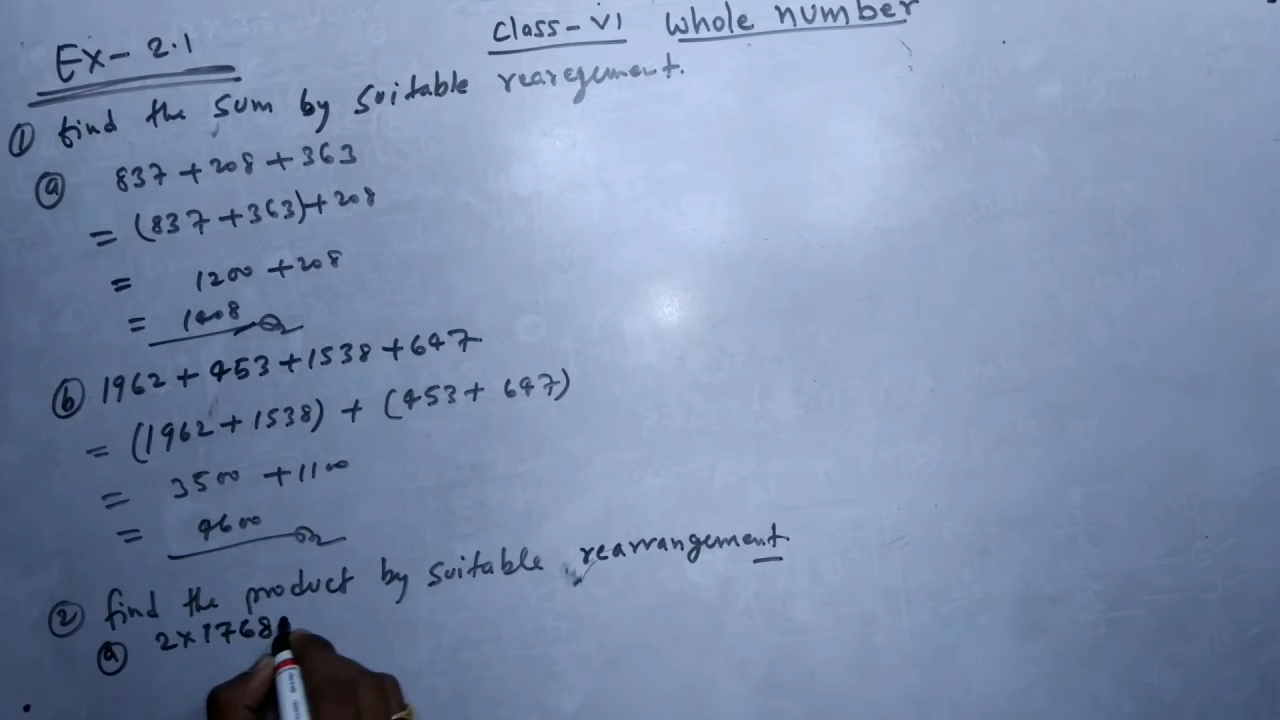 Class-VI Whole number
Ex-2.1
① find the sum by suitable rearegement.
ⓐ 837+208+363
= (837+363)+208
= 1200+208
= 1408
ⓑ 1962+453+1538+647
= (1962+1538)+(453+647)
= 3500+1100
= 4600
② find the product by suitable rearrangement
ⓐ 2×1768